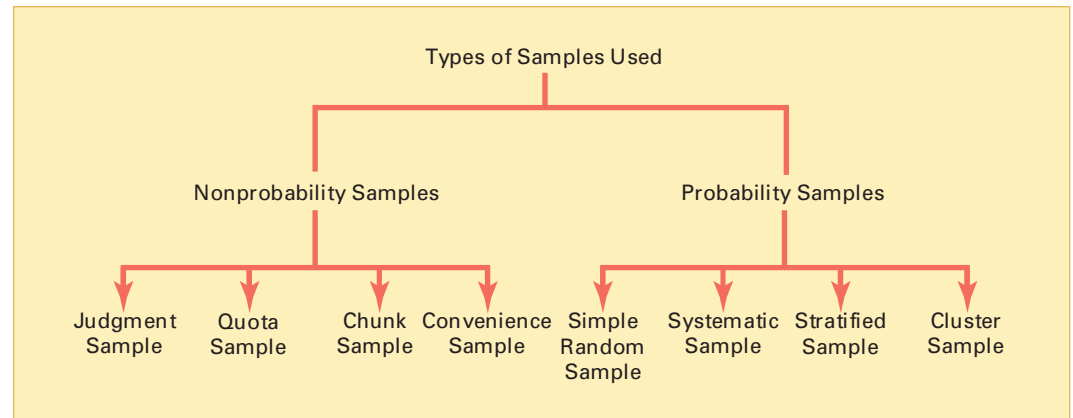 Types of Samples Used
Nonprobability Samples
Probability Samples
Judgment
Sample
Quota
Sample
Chunk
Sample
Convenience
Sample
Simple
Random
Sample
Systematic
Sample
Stratified
Sample
Cluster
Sample